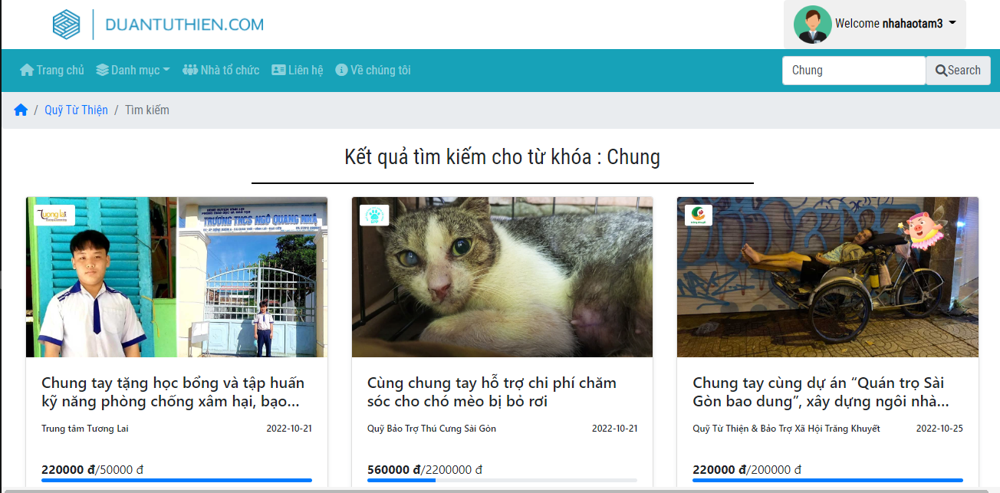 DUANTUTHIEN.COM
Welcome nhahaotam3
Trang chủ Danh mục Nhà tổ chức Liên hệ Về chúng tôi
Chung Search
/ Quỹ Từ Thiện / Tìm kiếm
Kết quả tìm kiếm cho từ khóa : Chung
Tương lai
TRƯỜNG THCS NGÔ QUANG NHÃ
Chung tay tặng học bổng và tập huấn
kỹ năng phòng chống xâm hại, bạo...
Trung tâm Tương Lai 2022-10-21
220000 đ/50000 đ
Cùng chung tay hỗ trợ chi phí chăm
sóc cho chó mèo bị bỏ rơi
Quỹ Bảo Trợ Thú Cưng Sài Gòn 2022-10-21
560000 đ/2200000 đ
Chung tay cùng dự án “Quán trọ Sài
Gòn bao dung”, xây dựng ngôi nhà...
Quỹ Từ Thiện & Bảo Trợ Xã Hội Trăng Khuyết 2022-10-25
220000 đ/200000 đ